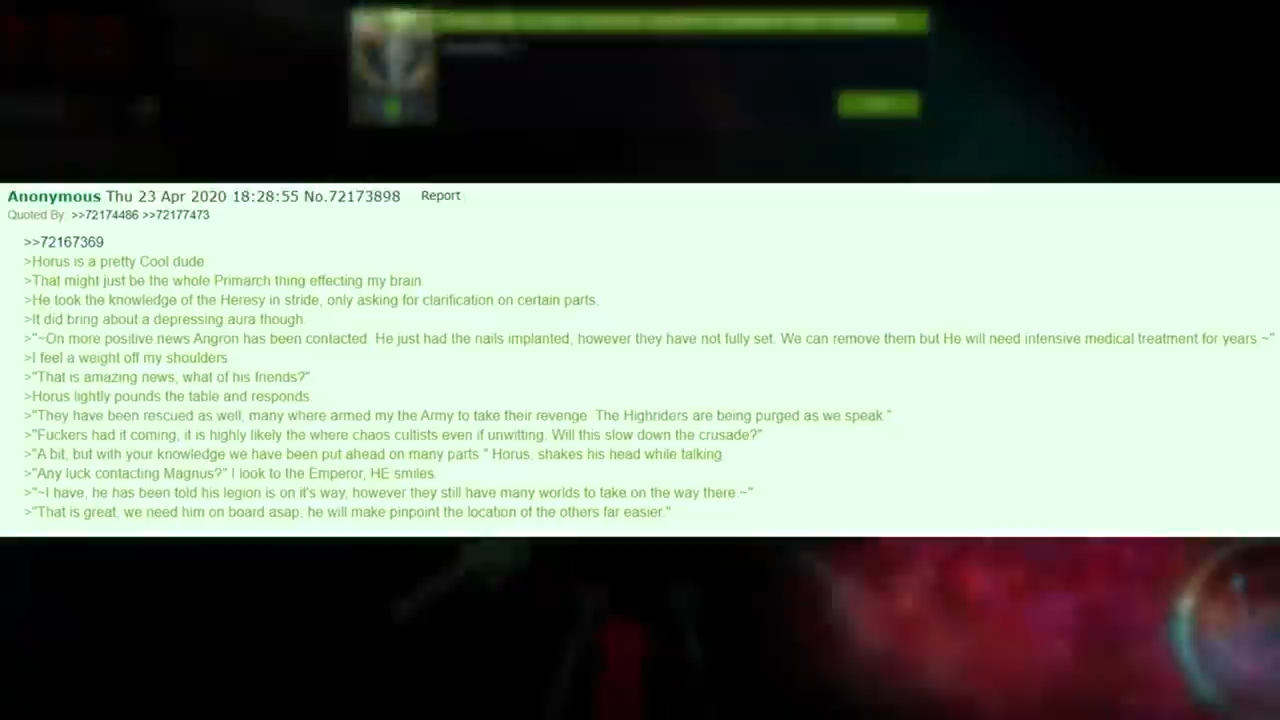 Anonymous Thu 23 Apr 2020 18:28:55 No.72173898 Report
Quoted By: >>72174486 >>72177473
>>72167369
>Horus is a pretty Cool dude
>That might just be the whole Primarch thing effecting my brain
>He took the knowledge of the Heresy in stride, only asking for clarification on certain parts.
>It did bring about a depressing aura though.
>"~On more positive news Angron has been contacted. He just had the nails implanted, however they have not fully set. We can remove them but He will need intensive medical treatment for years ~"
>I feel a weight off my shoulders
>"That is amazing news, what of his friends?"
>Horus lightly pounds the table and responds.
>"They have been rescued as well, many where armed my the Army to take their revenge. The Highriders are being purged as we speak."
>"Fuckers had it coming, it is highly likely the where chaos cultists even if unwitting. Will this slow down the crusade?"
>"A bit, but with your knowledge we have been put ahead on many parts." Horus, shakes his head while talking.
>"Any luck contacting Magnus?" I look to the Emperor, HE smiles.
>"~I have, he has been told his legion is on it's way, however they still have many worlds to take on the way there.~"
>"That is great, we need him on board asap, he will make pinpoint the location of the others far easier."